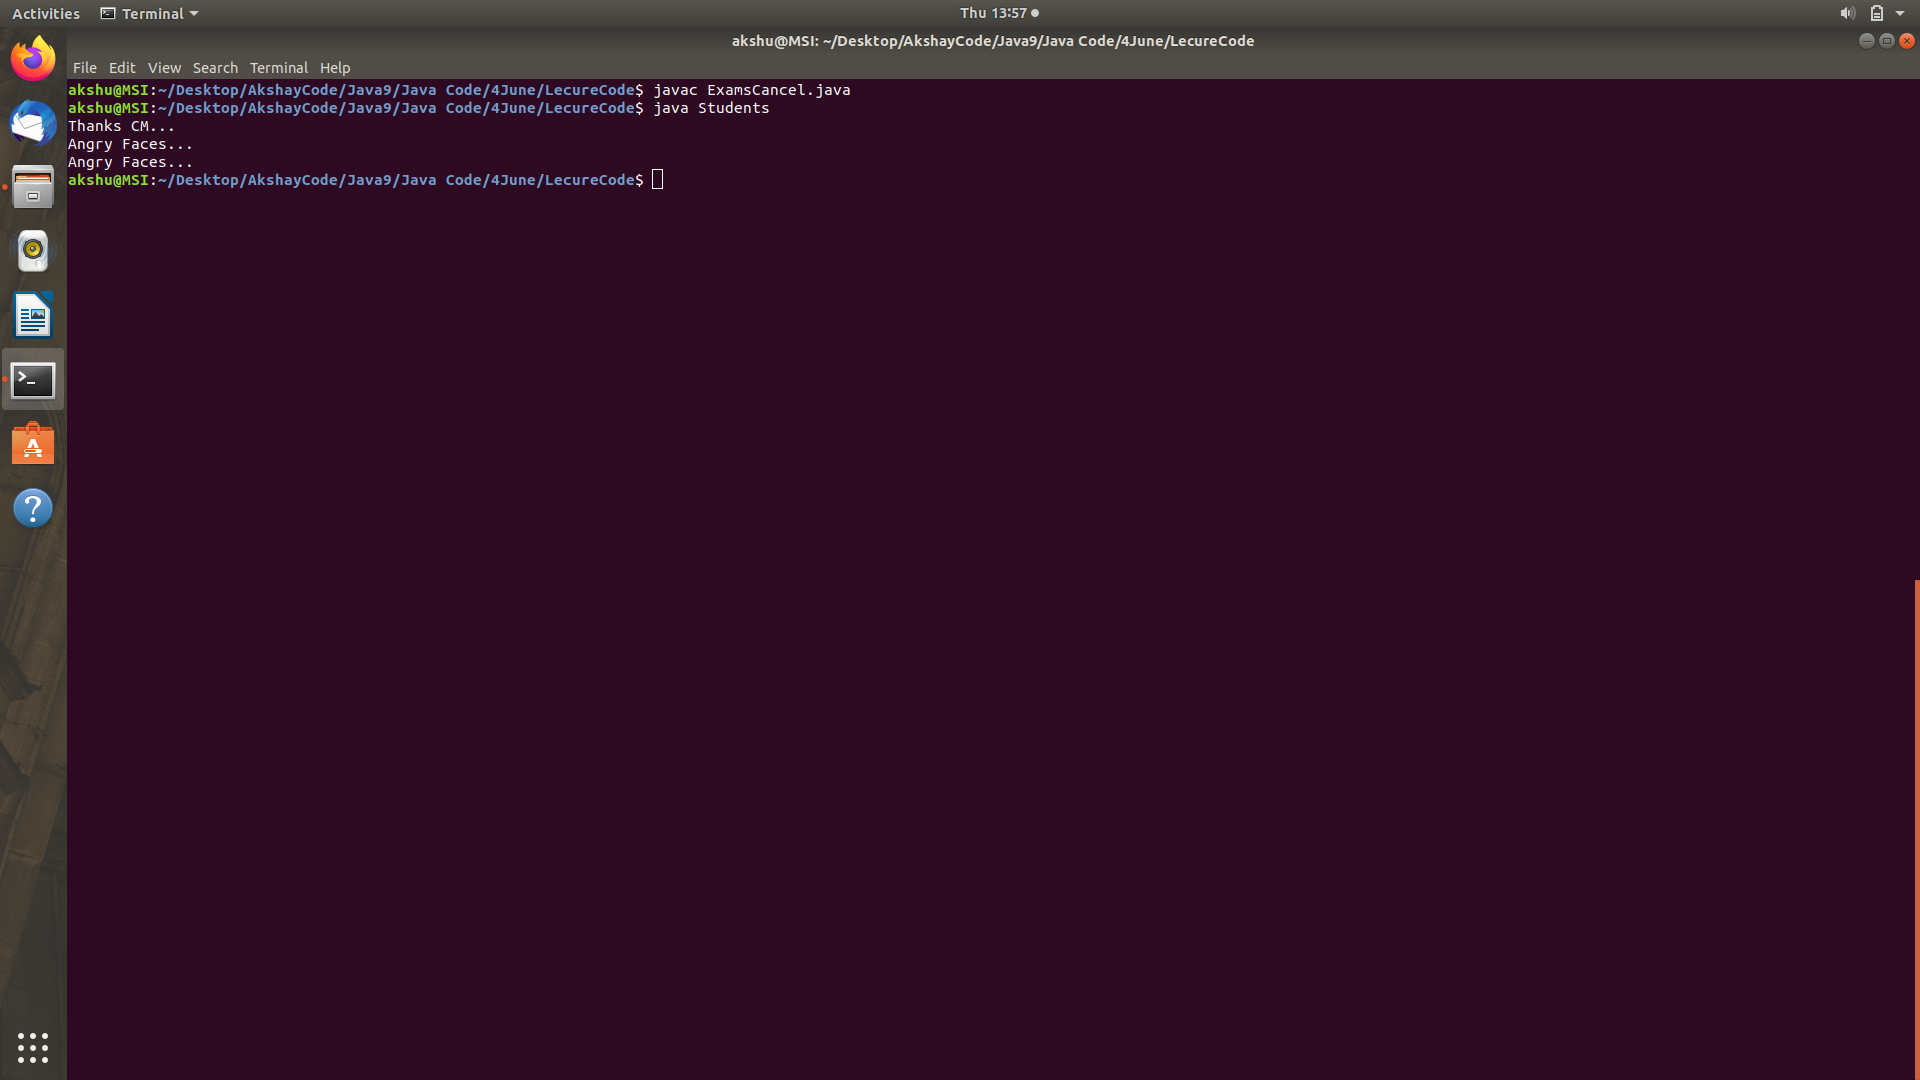 Activities Terminal Thu 13:57
akshu@MSI: ~/Desktop/AkshayCode/Java9/Java Code/4June/LecureCode
File Edit View Search Terminal Help
akshu@MSI:~/Desktop/AkshayCode/Java9/Java Code/4June/LecureCode$ javac ExamsCancel.java
akshu@MSI:~/Desktop/AkshayCode/Java9/Java Code/4June/LecureCode$ java Students
Thanks CM...
Angry Faces...
Angry Faces...
akshu@MSI:~/Desktop/AkshayCode/Java9/Java Code/4June/LecureCode$